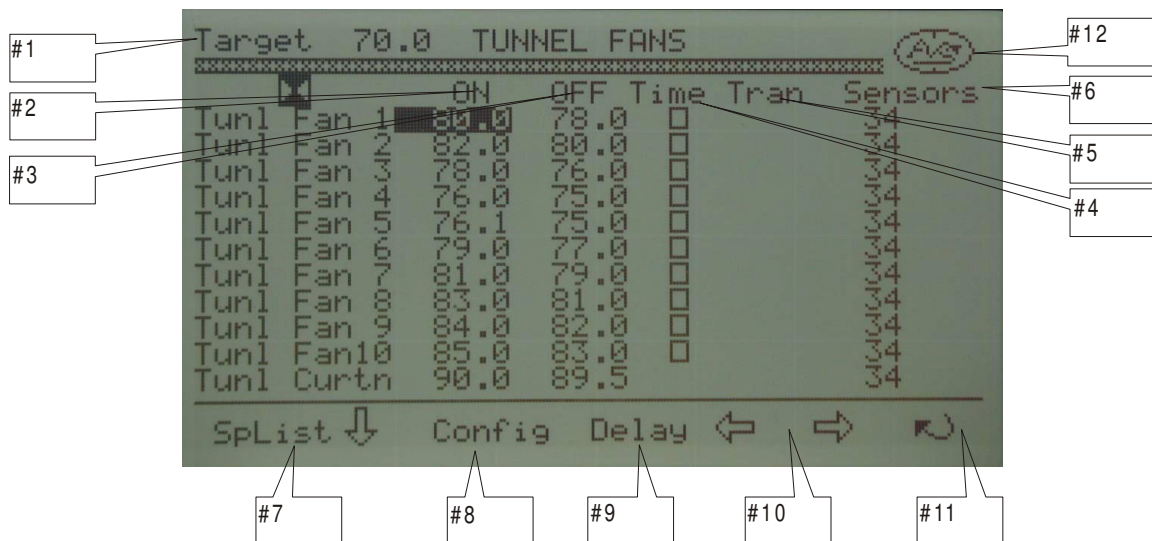 Target 70.0 TUNNEL FANS
AVST
ON OFF Time Tran Sensors
Tunl Fan 1 80.0 78.0 34
Tunl Fan 2 82.0 80.0 34
Tunl Fan 3 78.0 76.0 34
Tunl Fan 4 76.0 75.0 34
Tunl Fan 5 76.1 75.0 34
Tunl Fan 6 79.0 77.0 34
Tunl Fan 7 81.0 79.0 34
Tunl Fan 8 83.0 81.0 34
Tunl Fan 9 84.0 82.0 34
Tunl Fan10 85.0 83.0 34
Tunl Curtn 90.0 89.5 34
SpList Config Delay
#1
#2
#3
#12
#6
#5
#4
#7
#8
#9
#10
#11